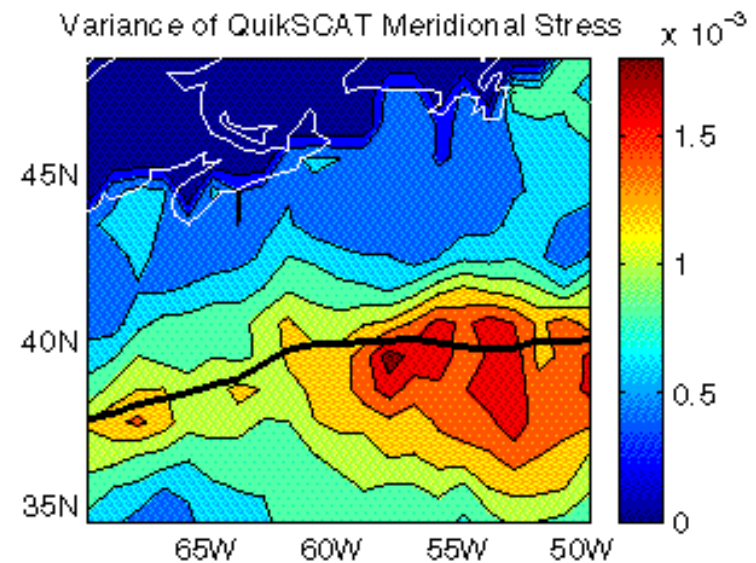 Variance of QuikSCAT Meridional Stress
x 10⁻³
45N
40N
35N
65W
60W
55W
50W
1.5
1
0.5
0